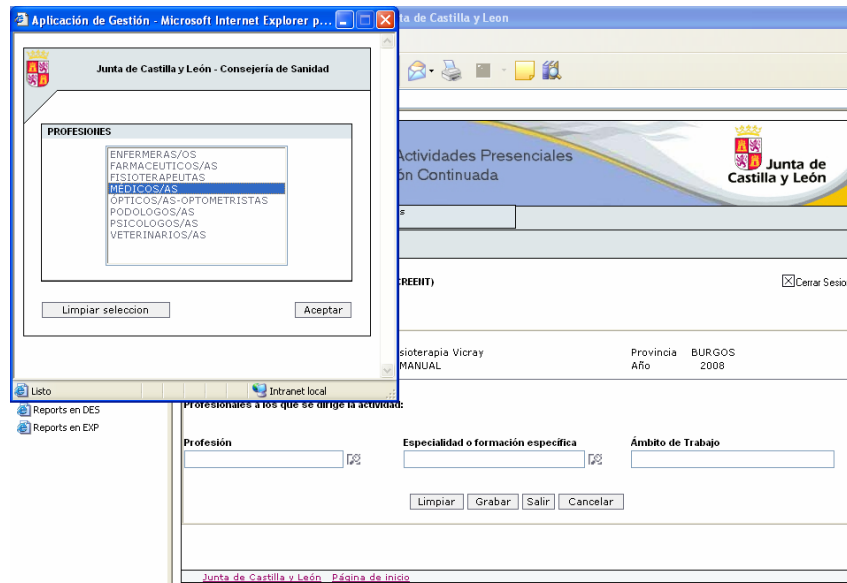 Aplicación de Gestión - Microsoft Internet Explorer p...
ta de Castilla y Leon
Junta de Castilla y León - Consejería de Sanidad
PROFESIONES
ENFERMERAS/OS
FARMACEUTICOS/AS
FISIOTERAPEUTAS
MÉDICOS/AS
ÓPTICOS/AS-OPTOMETRISTAS
PODOLOGOS/AS
PSICOLOGOS/AS
VETERINARIOS/AS
Limpiar seleccion
Aceptar
Listo
Intranet local
Actividades Presenciales
ón Continuada
Junta de
Castilla y León
s
CREENT)
Cerrar Sesio
sioterapia Vicray
Provincia BURGOS
MANUAL
Año 2008
Reports en DES
Reports en EXP
Profesionales a los que se dirige la actividad:
Profesión
Especialidad o formación específica
Ámbito de Trabajo
Limpiar
Grabar
Salir
Cancelar
Junta de Castilla y León Página de inicio